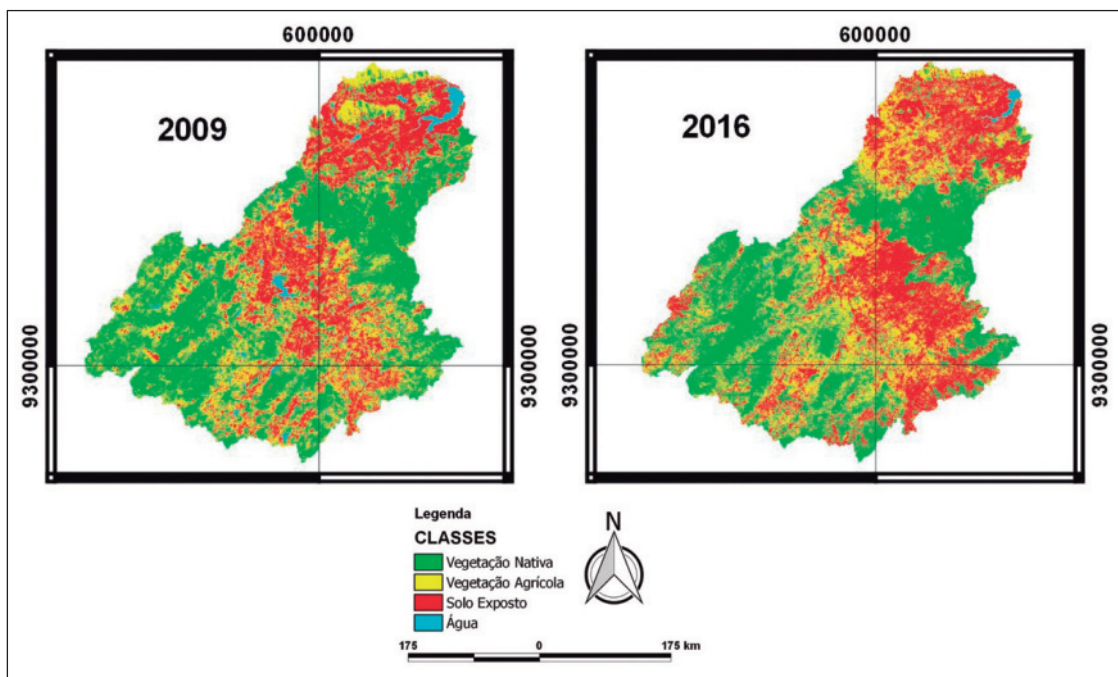 600000
600000
2009
2016
9300000
9300000
9300000
9300000
Legenda
CLASSES
Vegetação Nativa
Vegetação Agrícola
Solo Exposto
Água
N
175
0
175 km